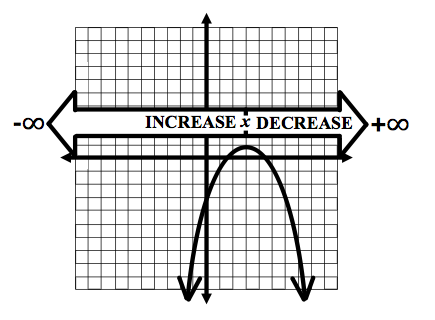 -∞ INCREASE x DECREASE +∞